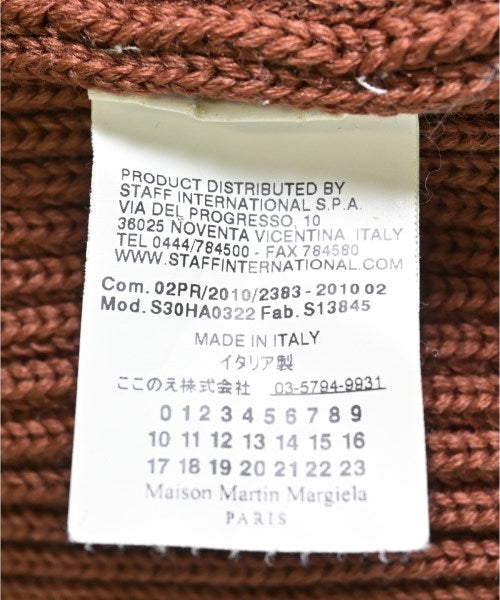 PRODUCT DISTRIBUTED BY
STAFF INTERNATIONAL S.P.A.
VIA DEL PROGRESSO, 10
36025 NOVENTA VICENTINA ITALY
TEL 0444/784500 - FAX 784580
WWW.STAFFINTERNATIONAL.COM
Com. 02PR/2010/2383 - 2010 02
Mod. S30HA0322 Fab. S13845
MADE IN ITALY
イタリア製
ここのえ株式会社 03-5794-9931
0 1 2 3 4 5 6 7 8 9
10 11 12 13 14 15 16
17 18 19 20 21 22 23
Maison Martin Margiela
PARIS